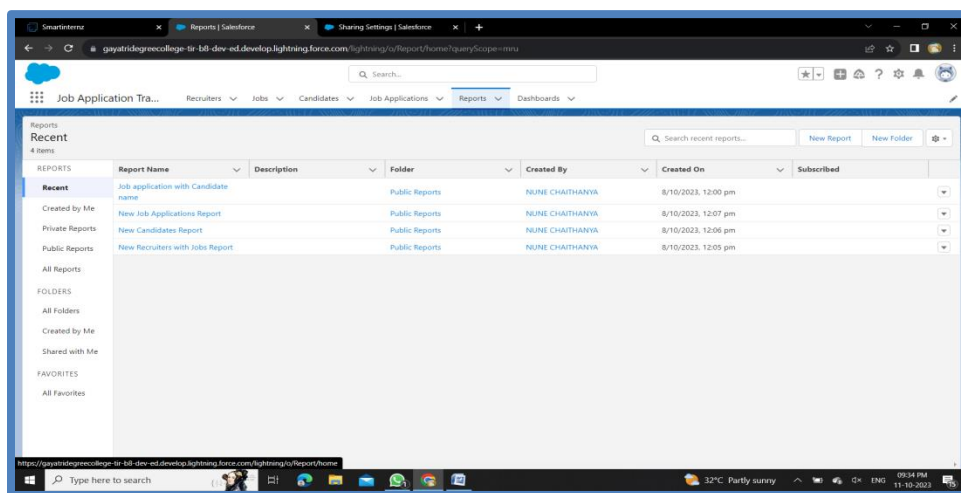 Smartinternz
Reports | Salesforce
Sharing Settings | Salesforce
gayatridegreecollege-tir-b8-dev-ed.develop.lightning.force.com/lightning/o/Report/home?queryScope=mru
Search...
Job Application Tra...
Recruiters
Jobs
Candidates
Job Applications
Reports
Dashboards
Reports
Recent
4 items
Search recent reports...
New Report
New Folder
REPORTS
Recent
Created by Me
Private Reports
Public Reports
All Reports
FOLDERS
All Folders
Created by Me
Shared with Me
FAVORITES
All Favorites
Report Name Description Folder Created By Created On Subscribed
Job application with Candidate
name Public Reports NUNE CHAITHANYA 8/10/2023, 12:00 pm
New Job Applications Report Public Reports NUNE CHAITHANYA 8/10/2023, 12:07 pm
New Candidates Report Public Reports NUNE CHAITHANYA 8/10/2023, 12:06 pm
New Recruiters with Jobs Report Public Reports NUNE CHAITHANYA 8/10/2023, 12:05 pm
https://gayatridegreecollege-tir-b8-dev-ed.develop.lightning.force.com/lightning/o/Report/home
Type here to search
32°C Partly sunny
ENG
09:34 PM
11-10-2023